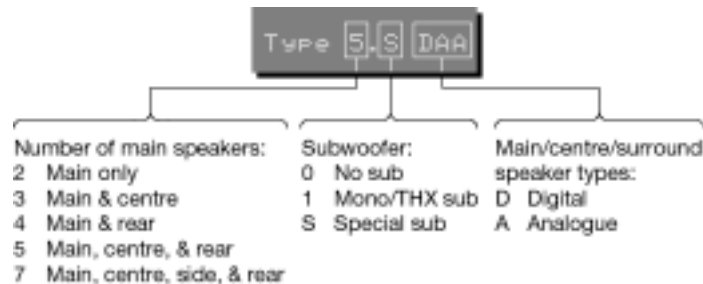 Type 5.S DAA
Number of main speakers:
2 Main only
3 Main & centre
4 Main & rear
5 Main, centre, & rear
7 Main, centre, side, & rear
Subwoofer:
0 No sub
1 Mono/THX sub
S Special sub
Main/centre/surround
speaker types:
D Digital
A Analogue